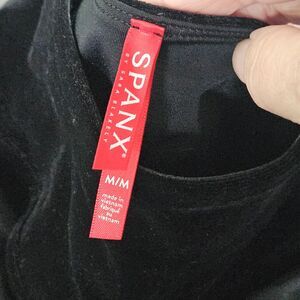 SPANX®
BY SARA BLAKELY
M/M
made in
vietnam
fabriqué au
vietnam